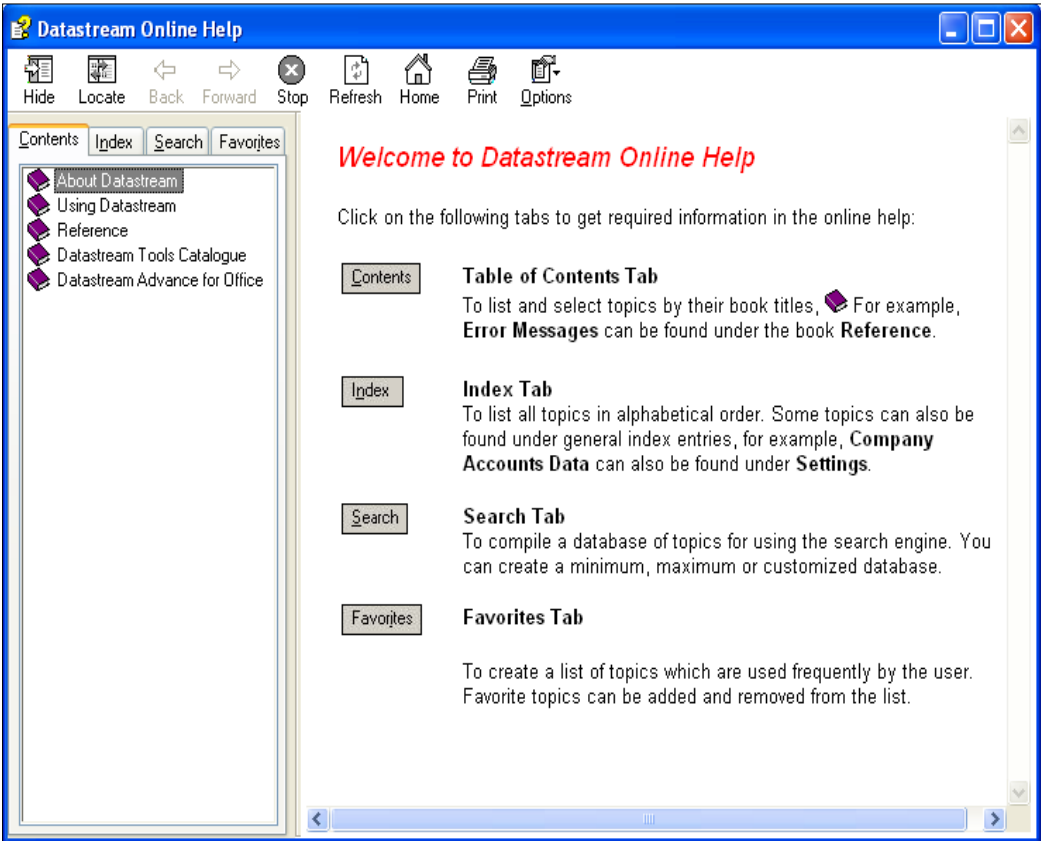 Datastream Online Help
Hide Locate Back Forward Stop Refresh Home Print Options
Contents Index Search Favorites
About Datastream
Using Datastream
Reference
Datastream Tools Catalogue
Datastream Advance for Office
Welcome to Datastream Online Help
Click on the following tabs to get required information in the online help:
Contents
Table of Contents Tab
To list and select topics by their book titles, For example,
Error Messages can be found under the book Reference.
Index
Index Tab
To list all topics in alphabetical order. Some topics can also be
found under general index entries, for example, Company
Accounts Data can also be found under Settings.
Search
Search Tab
To compile a database of topics for using the search engine. You
can create a minimum, maximum or customized database.
Favorites
Favorites Tab
To create a list of topics which are used frequently by the user.
Favorite topics can be added and removed from the list.